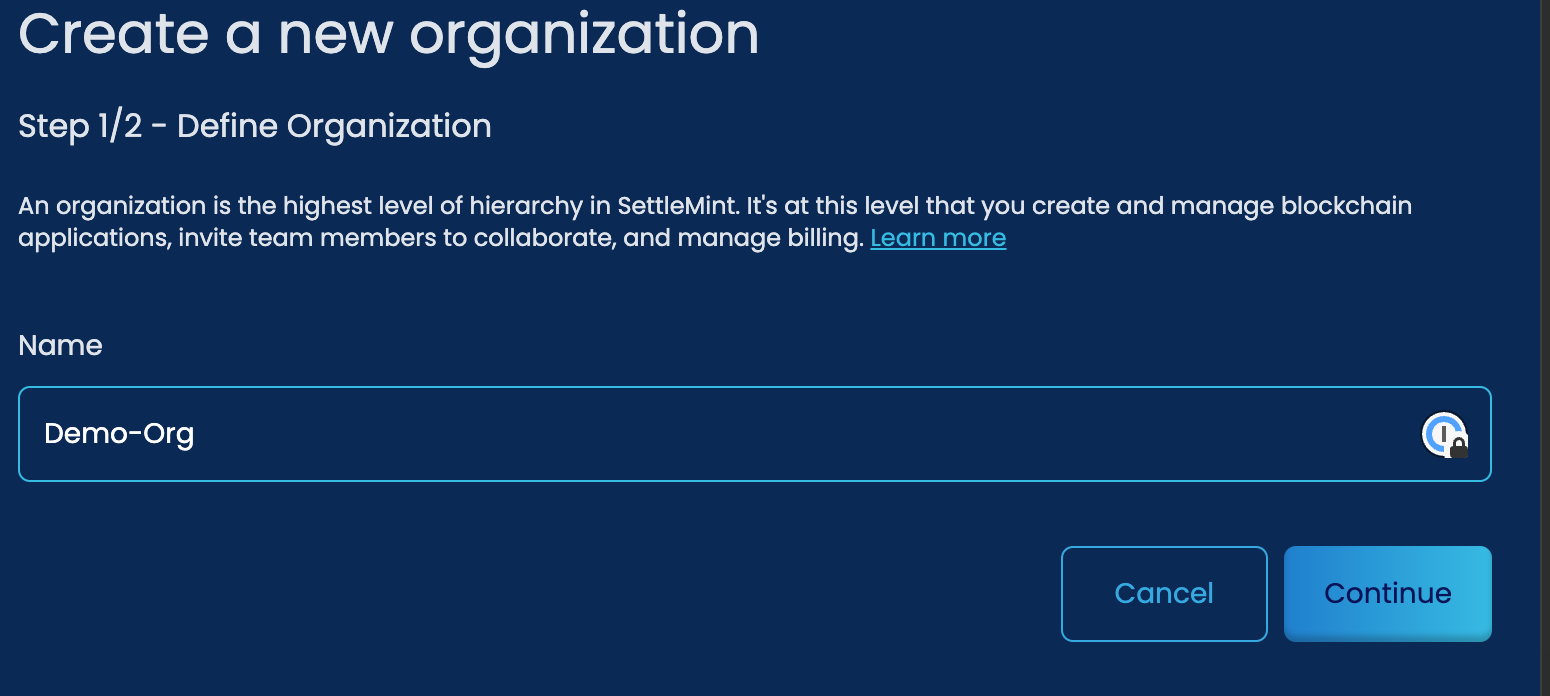 Create a new organization
Step 1/2 - Define Organization
An organization is the highest level of hierarchy in SettleMint. It's at this level that you create and manage blockchain
applications, invite team members to collaborate, and manage billing. Learn more
Name
Demo-Org
Cancel
Continue